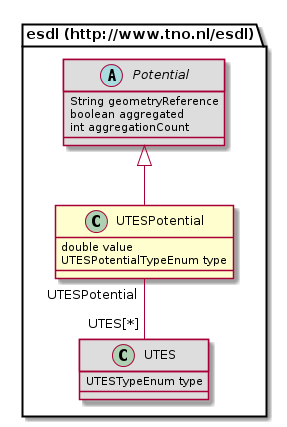 esdl (http://www.tno.nl/esdl)
A Potential
String geometryReference
boolean aggregated
int aggregationCount
C UTESPotential
double value
UTESPotentialTypeEnum type
UTESPotential
UTES[*]
C UTES
UTESTypeEnum type